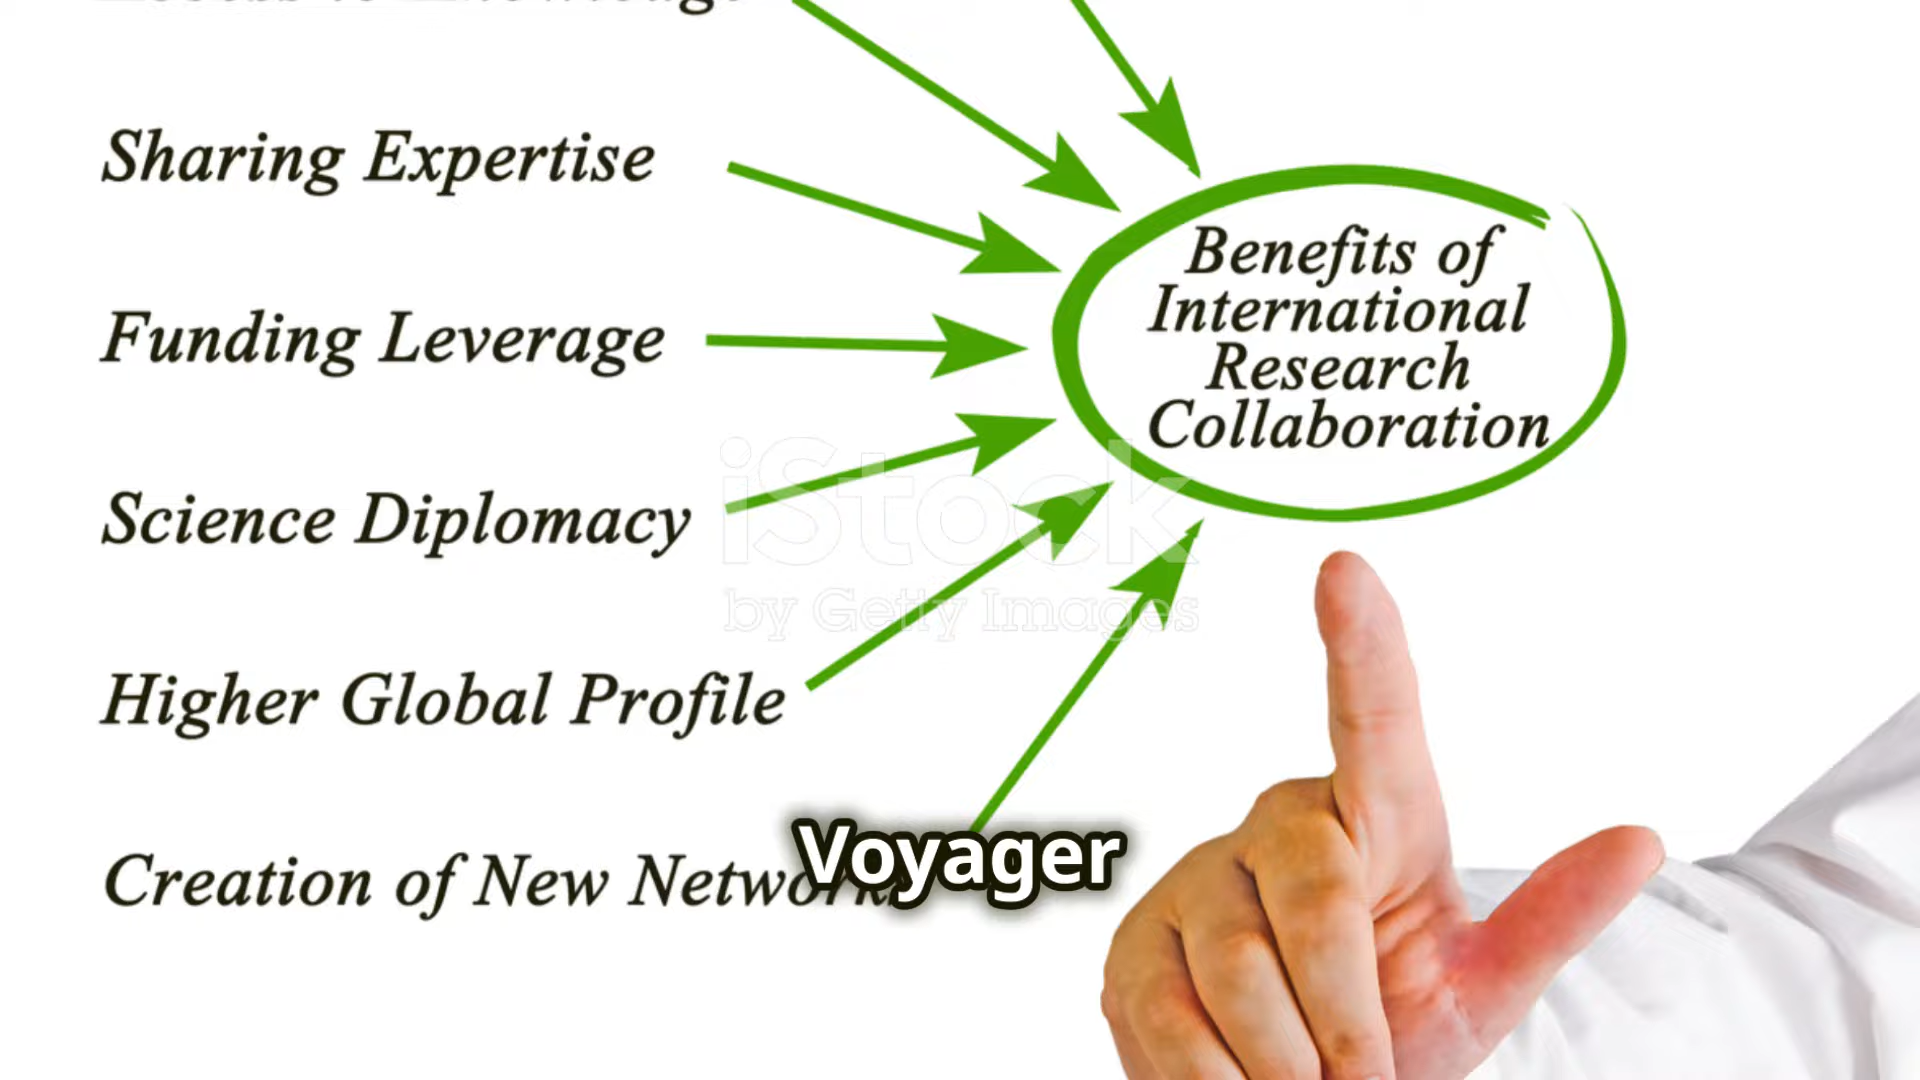 Sharing Expertise
Funding Leverage
Science Diplomacy
Higher Global Profile
Creation of New
Benefits of
International
Research
Collaboration
iStock
by Getty Images
Voyager